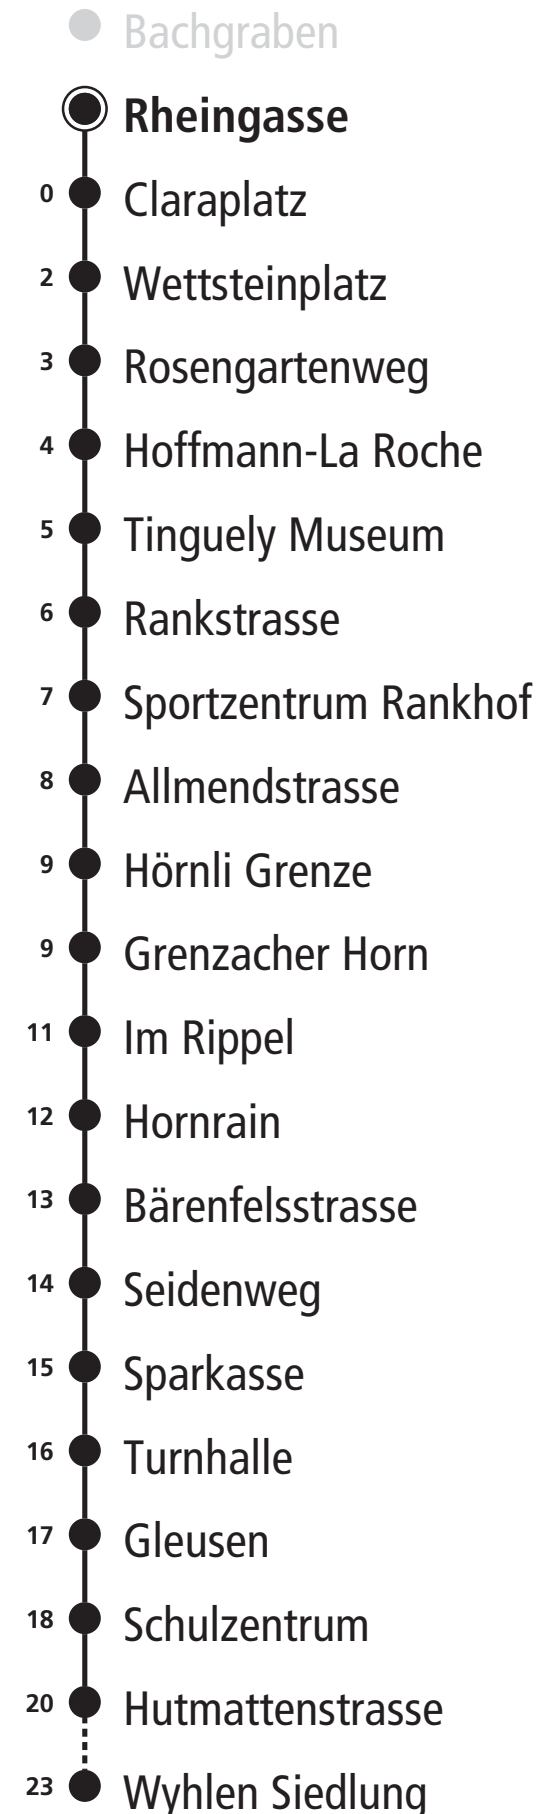 Bachgraben
Rheingasse
0 Claraplatz
2 Wettsteinplatz
3 Rosengartenweg
4 Hoffmann-La Roche
5 Tinguely Museum
6 Rankstrasse
7 Sportzentrum Rankhof
8 Allmendstrasse
9 Hörnli Grenze
9 Grenzacher Horn
11 Im Rippel
12 Hornrain
13 Bärenfelsstrasse
14 Seidenweg
15 Sparkasse
16 Turnhalle
17 Gleusen
18 Schulzentrum
20 Hutmattenstrasse
23 Wyhlen Siedlung